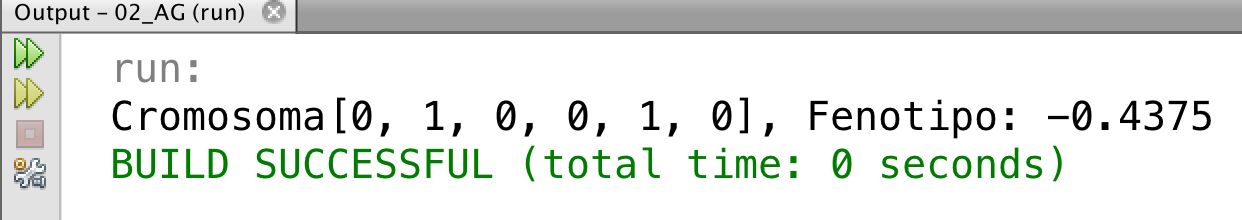 Output – 02_AG (run)
run:
Cromosoma[0, 1, 0, 0, 1, 0], Fenotipo: −0.4375
BUILD SUCCESSFUL (total time: 0 seconds)